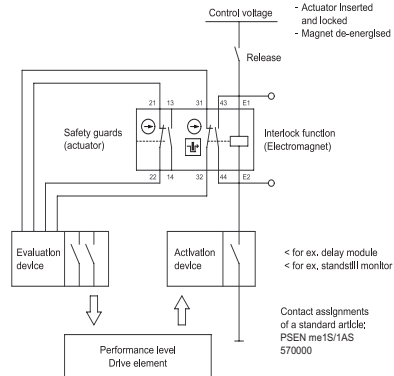 Control voltage
- Actuator Inserted
and locked
- Magnet de-energised
Release
21 13 31 43 E1
Safety guards
(actuator)
Interlock function
(Electromagnet)
22 14 32 44 E2
Evaluation
device
Activation
device
< for ex. delay module
< for ex. standstill monitor
Contact assignments
of a standard article;
PSEN me1S/1AS
570000
Performance level
Drive element